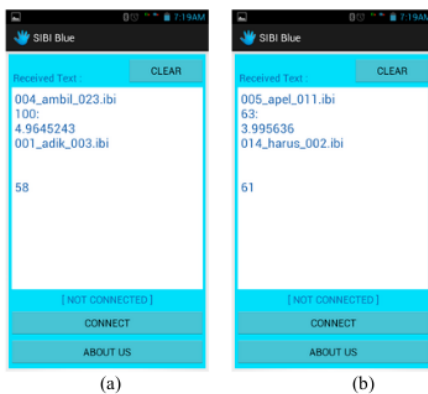 7:19AM
SIBI Blue
Received Text :
CLEAR
004_ambil_023.ibi
100:
4.9645243
001_adik_003.ibi
58
[ NOT CONNECTED ]
CONNECT
ABOUT US
(a)
7:19AM
SIBI Blue
Received Text :
CLEAR
005_apel_011.ibi
63:
3.995636
014_harus_002.ibi
61
[ NOT CONNECTED ]
CONNECT
ABOUT US
(b)